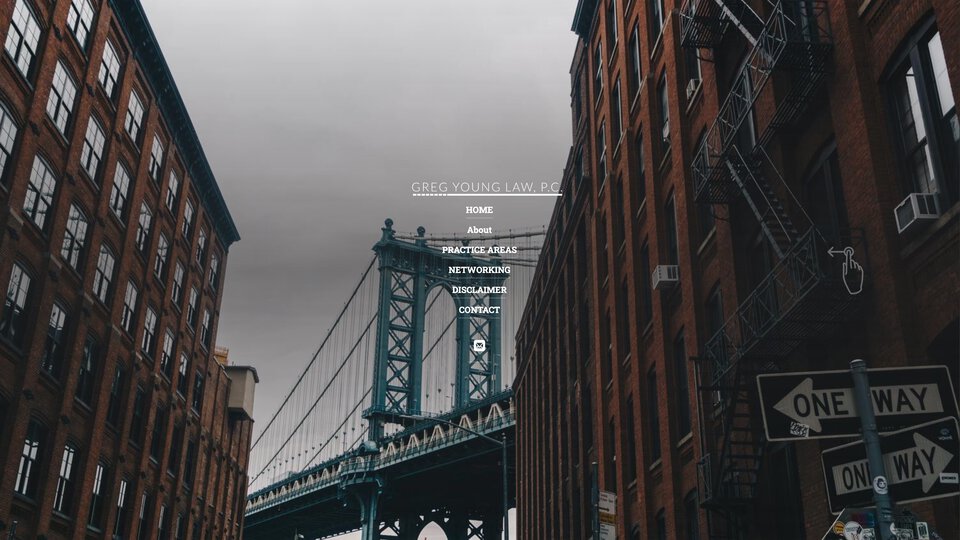 GREG YOUNG LAW, P.C.
HOME
About
PRACTICE AREAS
NETWORKING
DISCLAIMER
CONTACT
ONE WAY
ONE WAY